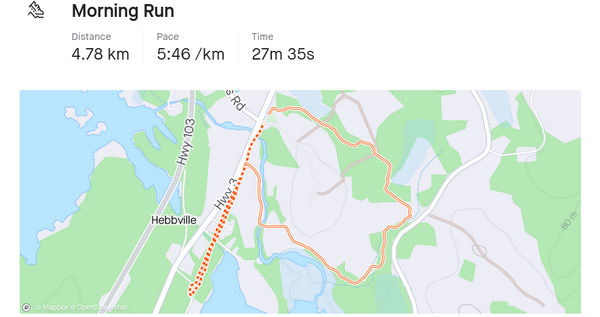 Morning Run
Distance
Pace
Time
4.78 km
5:46 /km
27m 35s
s Rd
Hwy 103
Hwy 3
Hebbville
80 m
© Mapbox © OpenStreetMap